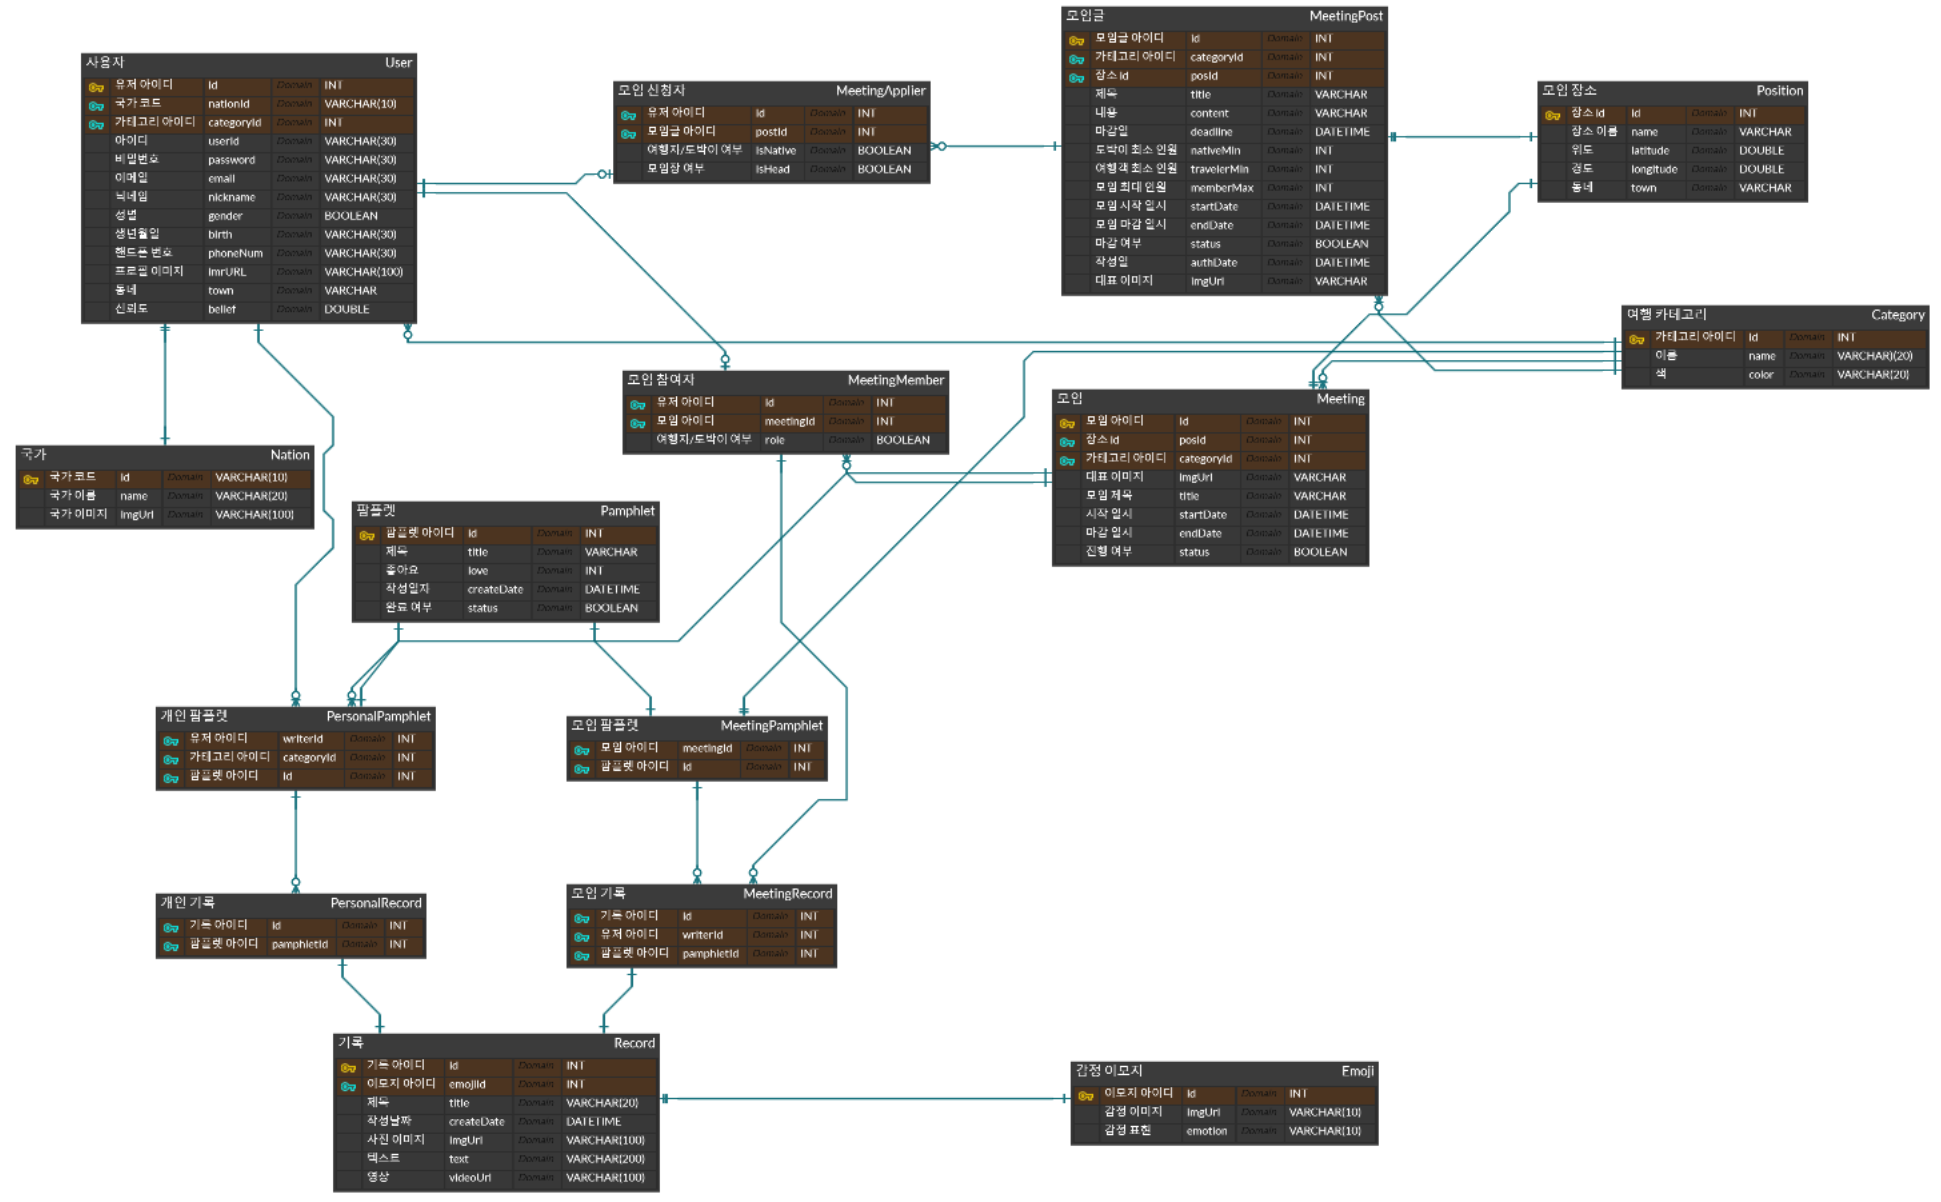 사용자 User
유저 아이디 id Domain INT
국가 코드 nationId Domain VARCHAR(10)
카테고리 아이디 categoryId Domain INT
아이디 userId Domain VARCHAR(30)
비밀번호 password Domain VARCHAR(30)
이메일 email Domain VARCHAR(30)
닉네임 nickname Domain VARCHAR(30)
성별 gender Domain BOOLEAN
생년월일 birth Domain VARCHAR(30)
핸드폰 번호 phoneNum Domain VARCHAR(30)
프로필 이미지 imrURL Domain VARCHAR(100)
동네 town Domain VARCHAR
신뢰도 belief Domain DOUBLE
모임 신청자 MeetingApplier
유저 아이디 id Domain INT
모임글 아이디 postId Domain INT
여행자/토박이 여부 isNative Domain BOOLEAN
모임장 여부 isHead Domain BOOLEAN
모임글 MeetingPost
모임글 아이디 id Domain INT
카테고리 아이디 categoryId Domain INT
장소 id posId Domain INT
제목 title Domain VARCHAR
내용 content Domain VARCHAR
마감일 deadline Domain DATETIME
토박이 최소 인원 nativeMin Domain INT
여행객 최소 인원 travelerMin Domain INT
모임 최대 인원 memberMax Domain INT
모임 시작 일시 startDate Domain DATETIME
모임 마감 일시 endDate Domain DATETIME
마감 여부 status Domain BOOLEAN
작성일 authDate Domain DATETIME
대표 이미지 imgUrl Domain VARCHAR
모임 장소 Position
장소 id id Domain INT
장소 이름 name Domain VARCHAR
위도 latitude Domain DOUBLE
경도 longitude Domain DOUBLE
동네 town Domain VARCHAR
여행 카테고리 Category
카테고리 아이디 id Domain INT
이름 name Domain VARCHAR)(20)
색 color Domain VARCHAR(20)
모임 참여자 MeetingMember
유저 아이디 id Domain INT
모임 아이디 meetingId Domain INT
여행자/토박이 여부 role Domain BOOLEAN
모임 Meeting
모임 아이디 id Domain INT
장소 id posId Domain INT
카테고리 아이디 categoryId Domain INT
대표 이미지 imgUrl Domain VARCHAR
모임 제목 title Domain VARCHAR
시작 일시 startDate Domain DATETIME
마감 일시 endDate Domain DATETIME
진행 여부 status Domain BOOLEAN
국가 Nation
국가 코드 id Domain VARCHAR(10)
국가 이름 name Domain VARCHAR(20)
국가 이미지 imgUrl Domain VARCHAR(100)
팜플렛 Pamphlet
팜플렛 아이디 id Domain INT
제목 title Domain VARCHAR
좋아요 love Domain INT
작성일자 createDate Domain DATETIME
완료 여부 status Domain BOOLEAN
개인 팜플렛 PersonalPamphlet
유저 아이디 writerId Domain INT
카테고리 아이디 categoryId Domain INT
팜플렛 아이디 id Domain INT
모임 팜플렛 MeetingPamphlet
모임 아이디 meetingId Domain INT
팜플렛 아이디 id Domain INT
개인 기록 PersonalRecord
기록 아이디 id Domain INT
팜플렛 아이디 pamphletId Domain INT
모임 기록 MeetingRecord
기록 아이디 id Domain INT
유저 아이디 writerId Domain INT
팜플렛 아이디 pamphletId Domain INT
기록 Record
기록 아이디 id Domain INT
이모지 아이디 emojiId Domain INT
제목 title Domain VARCHAR(20)
작성날짜 createDate Domain DATETIME
사진 이미지 imgUrl Domain VARCHAR(100)
텍스트 text Domain VARCHAR(200)
영상 videoUrl Domain VARCHAR(100)
감정 이모지 Emoji
이모지 아이디 id Domain INT
감정 이미지 imgUrl Domain VARCHAR(10)
감정 표현 emotion Domain VARCHAR(10)